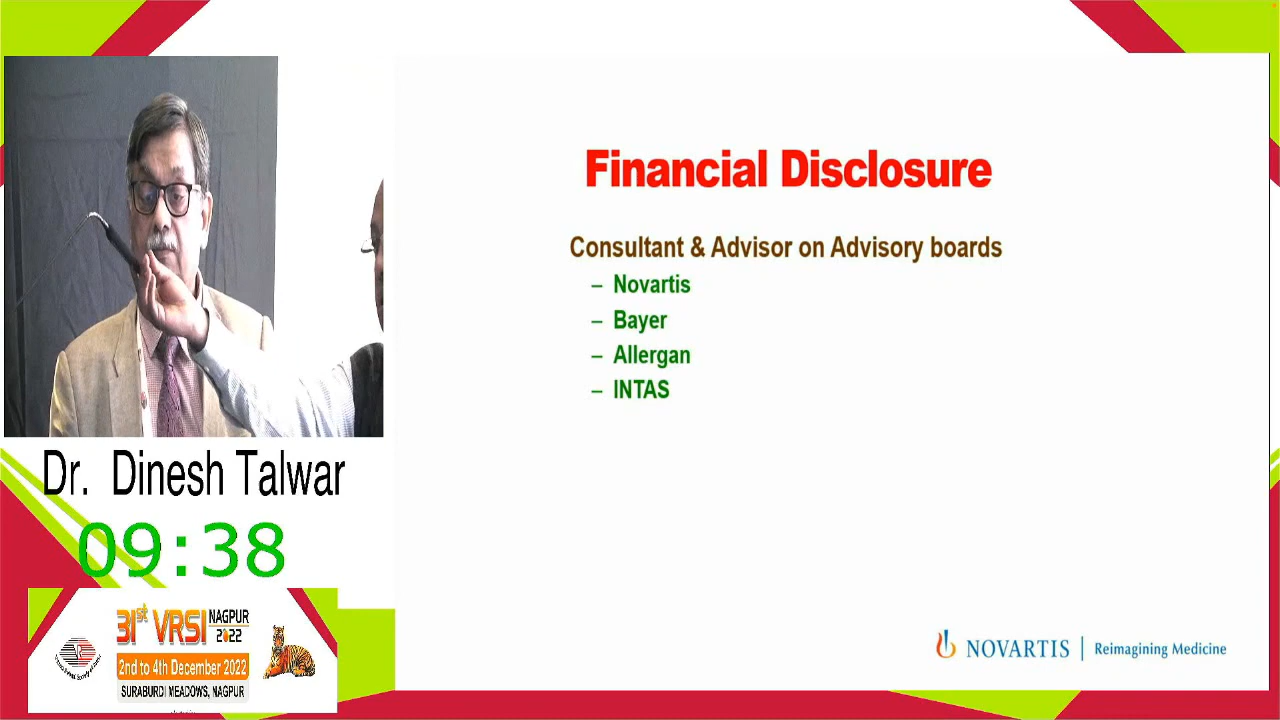 Financial Disclosure
Consultant & Advisor on Advisory boards
– Novartis
– Bayer
– Allergan
– INTAS
NOVARTIS | Reimagining Medicine
Dr. Dinesh Talwar
09:38
31st VRSI NAGPUR 2022
2nd to 4th December 2022
SURABURDI MEADOWS, NAGPUR